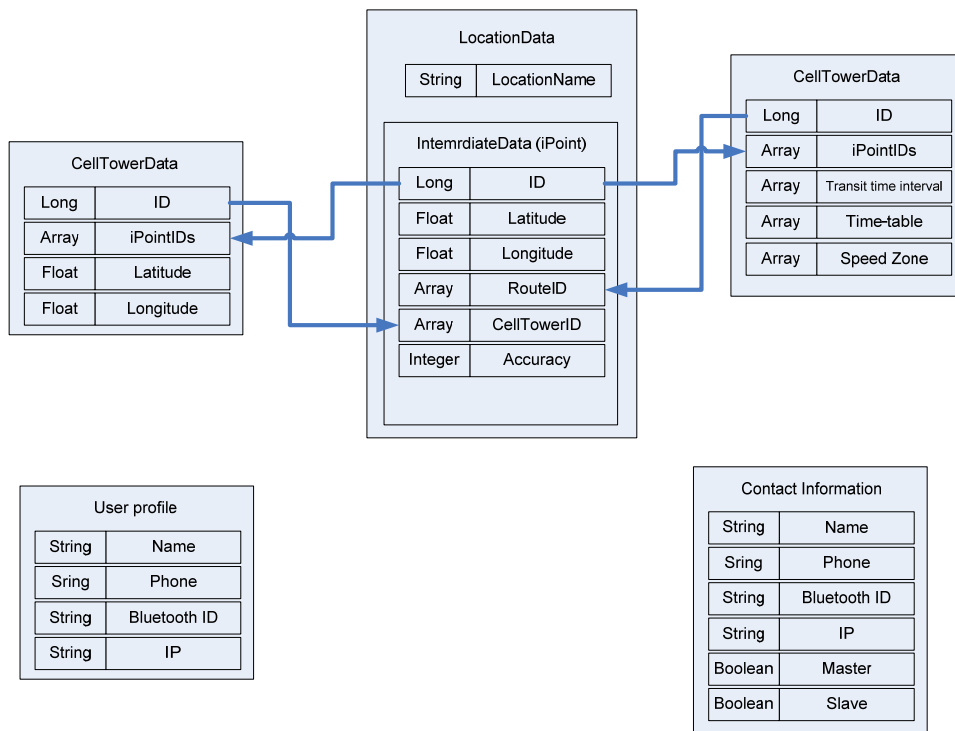 LocationData
String LocationName
IntemrdiateData (iPoint)
Long ID
Float Latitude
Float Longitude
Array RouteID
Array CellTowerID
Integer Accuracy
CellTowerData
Long ID
Array iPointIDs
Float Latitude
Float Longitude
CellTowerData
Long ID
Array iPointIDs
Array Transit time interval
Array Time-table
Array Speed Zone
User profile
String Name
Sring Phone
String Bluetooth ID
String IP
Contact Information
String Name
Sring Phone
String Bluetooth ID
String IP
Boolean Master
Boolean Slave